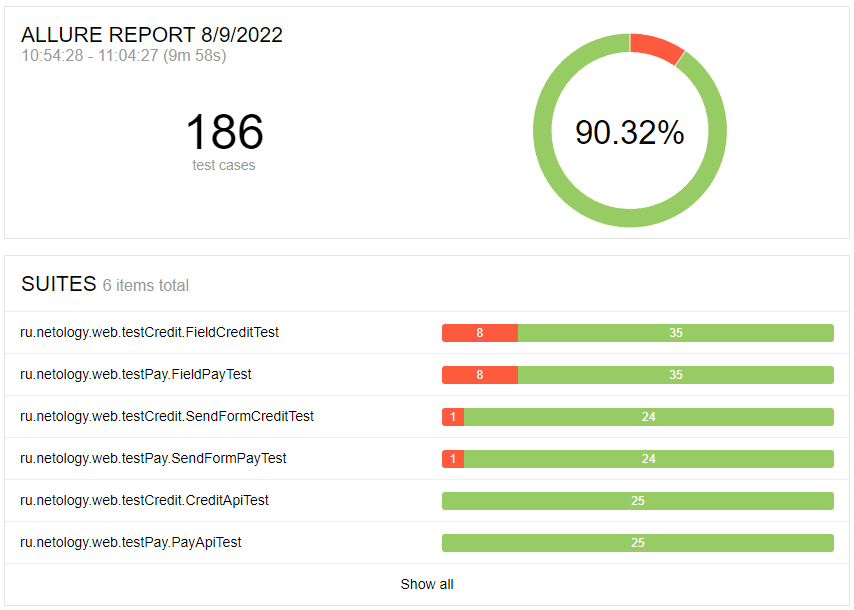 ALLURE REPORT 8/9/2022
10:54:28 - 11:04:27 (9m 58s)
186
test cases
90.32%
SUITES 6 items total
ru.netology.web.testCredit.FieldCreditTest 8 35
ru.netology.web.testPay.FieldPayTest 8 35
ru.netology.web.testCredit.SendFormCreditTest 1 24
ru.netology.web.testPay.SendFormPayTest 1 24
ru.netology.web.testCredit.CreditApiTest 25
ru.netology.web.testPay.PayApiTest 25
Show all